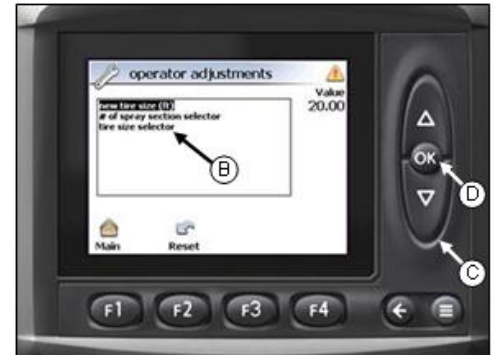 operator adjustments
Value
new tire size (ft)
20.00
# of spray section selector
tire size selector
B
OK
D
C
Main
Reset
F1
F2
F3
F4